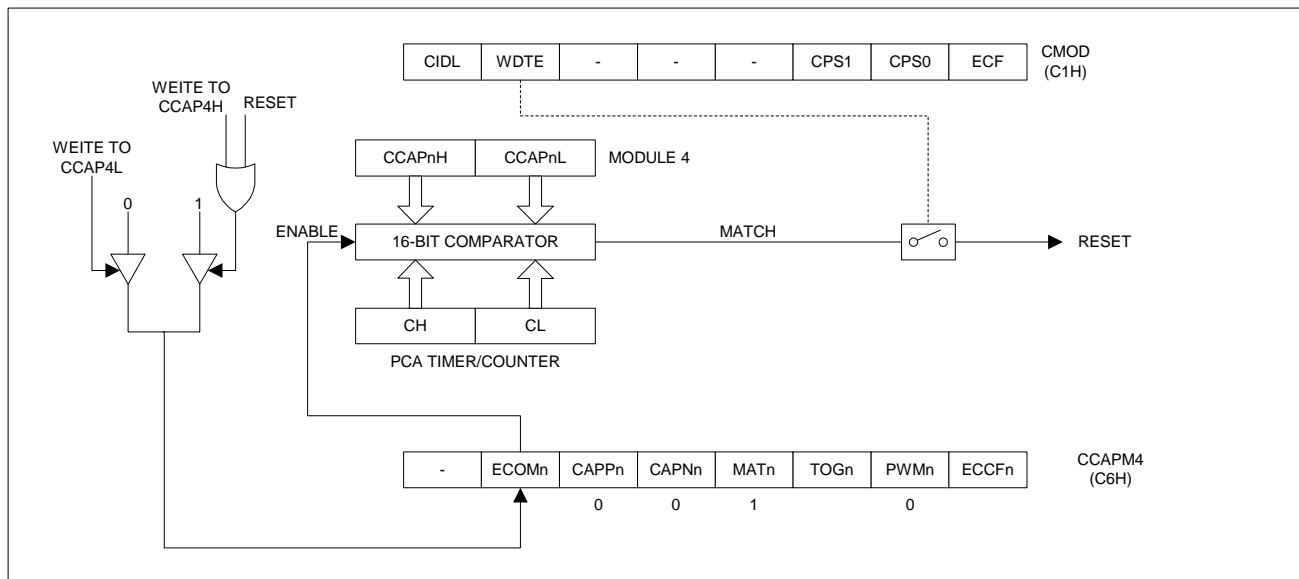 CIDL WDTE - - - CPS1 CPS0 ECF CMOD
(C1H)
WEITE TO
CCAP4H RESET
WEITE TO
CCAP4L
CCAPnH CCAPnL MODULE 4
0 1
ENABLE 16-BIT COMPARATOR MATCH RESET
CH CL
PCA TIMER/COUNTER
- ECOMn CAPPn CAPNn MATn TOGn PWMn ECCFn CCAPM4
(C6H)
0 0 1 0